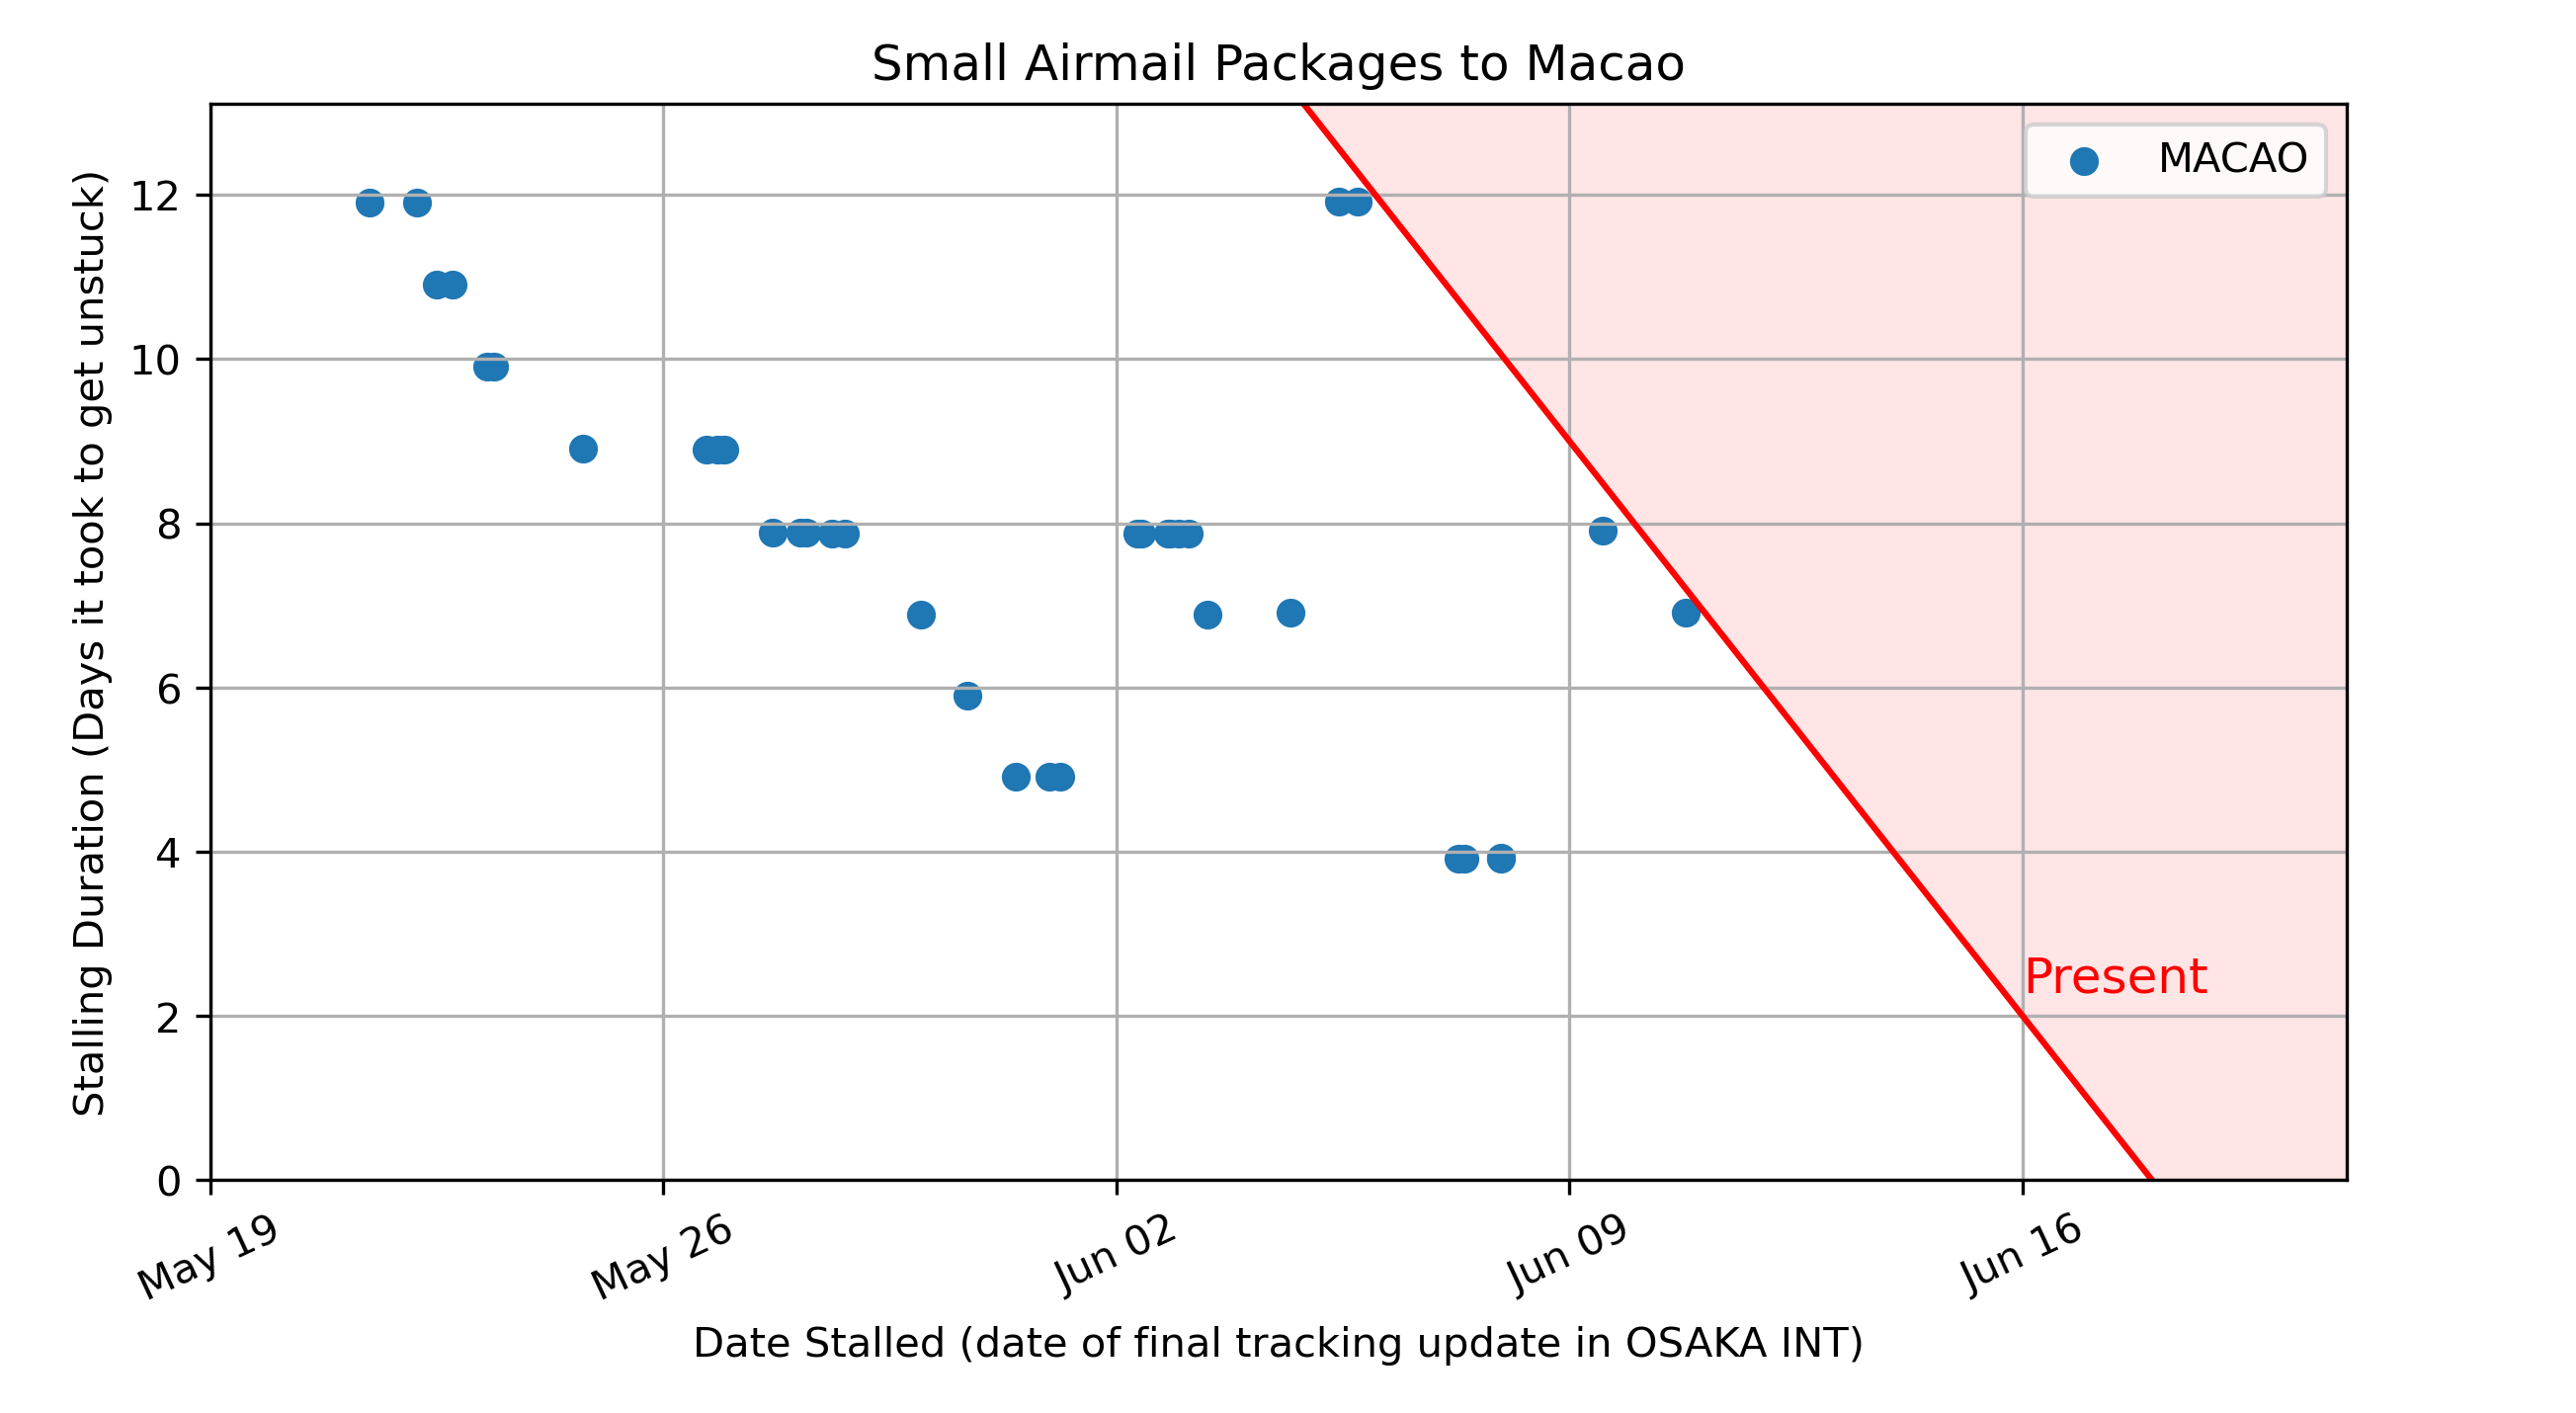 Small Airmail Packages to Macao
MACAO
Stalling Duration (Days it took to get unstuck)
12
10
8
6
4
2
0
Present
May 19
May 26
Jun 02
Jun 09
Jun 16
Date Stalled (date of final tracking update in OSAKA INT)